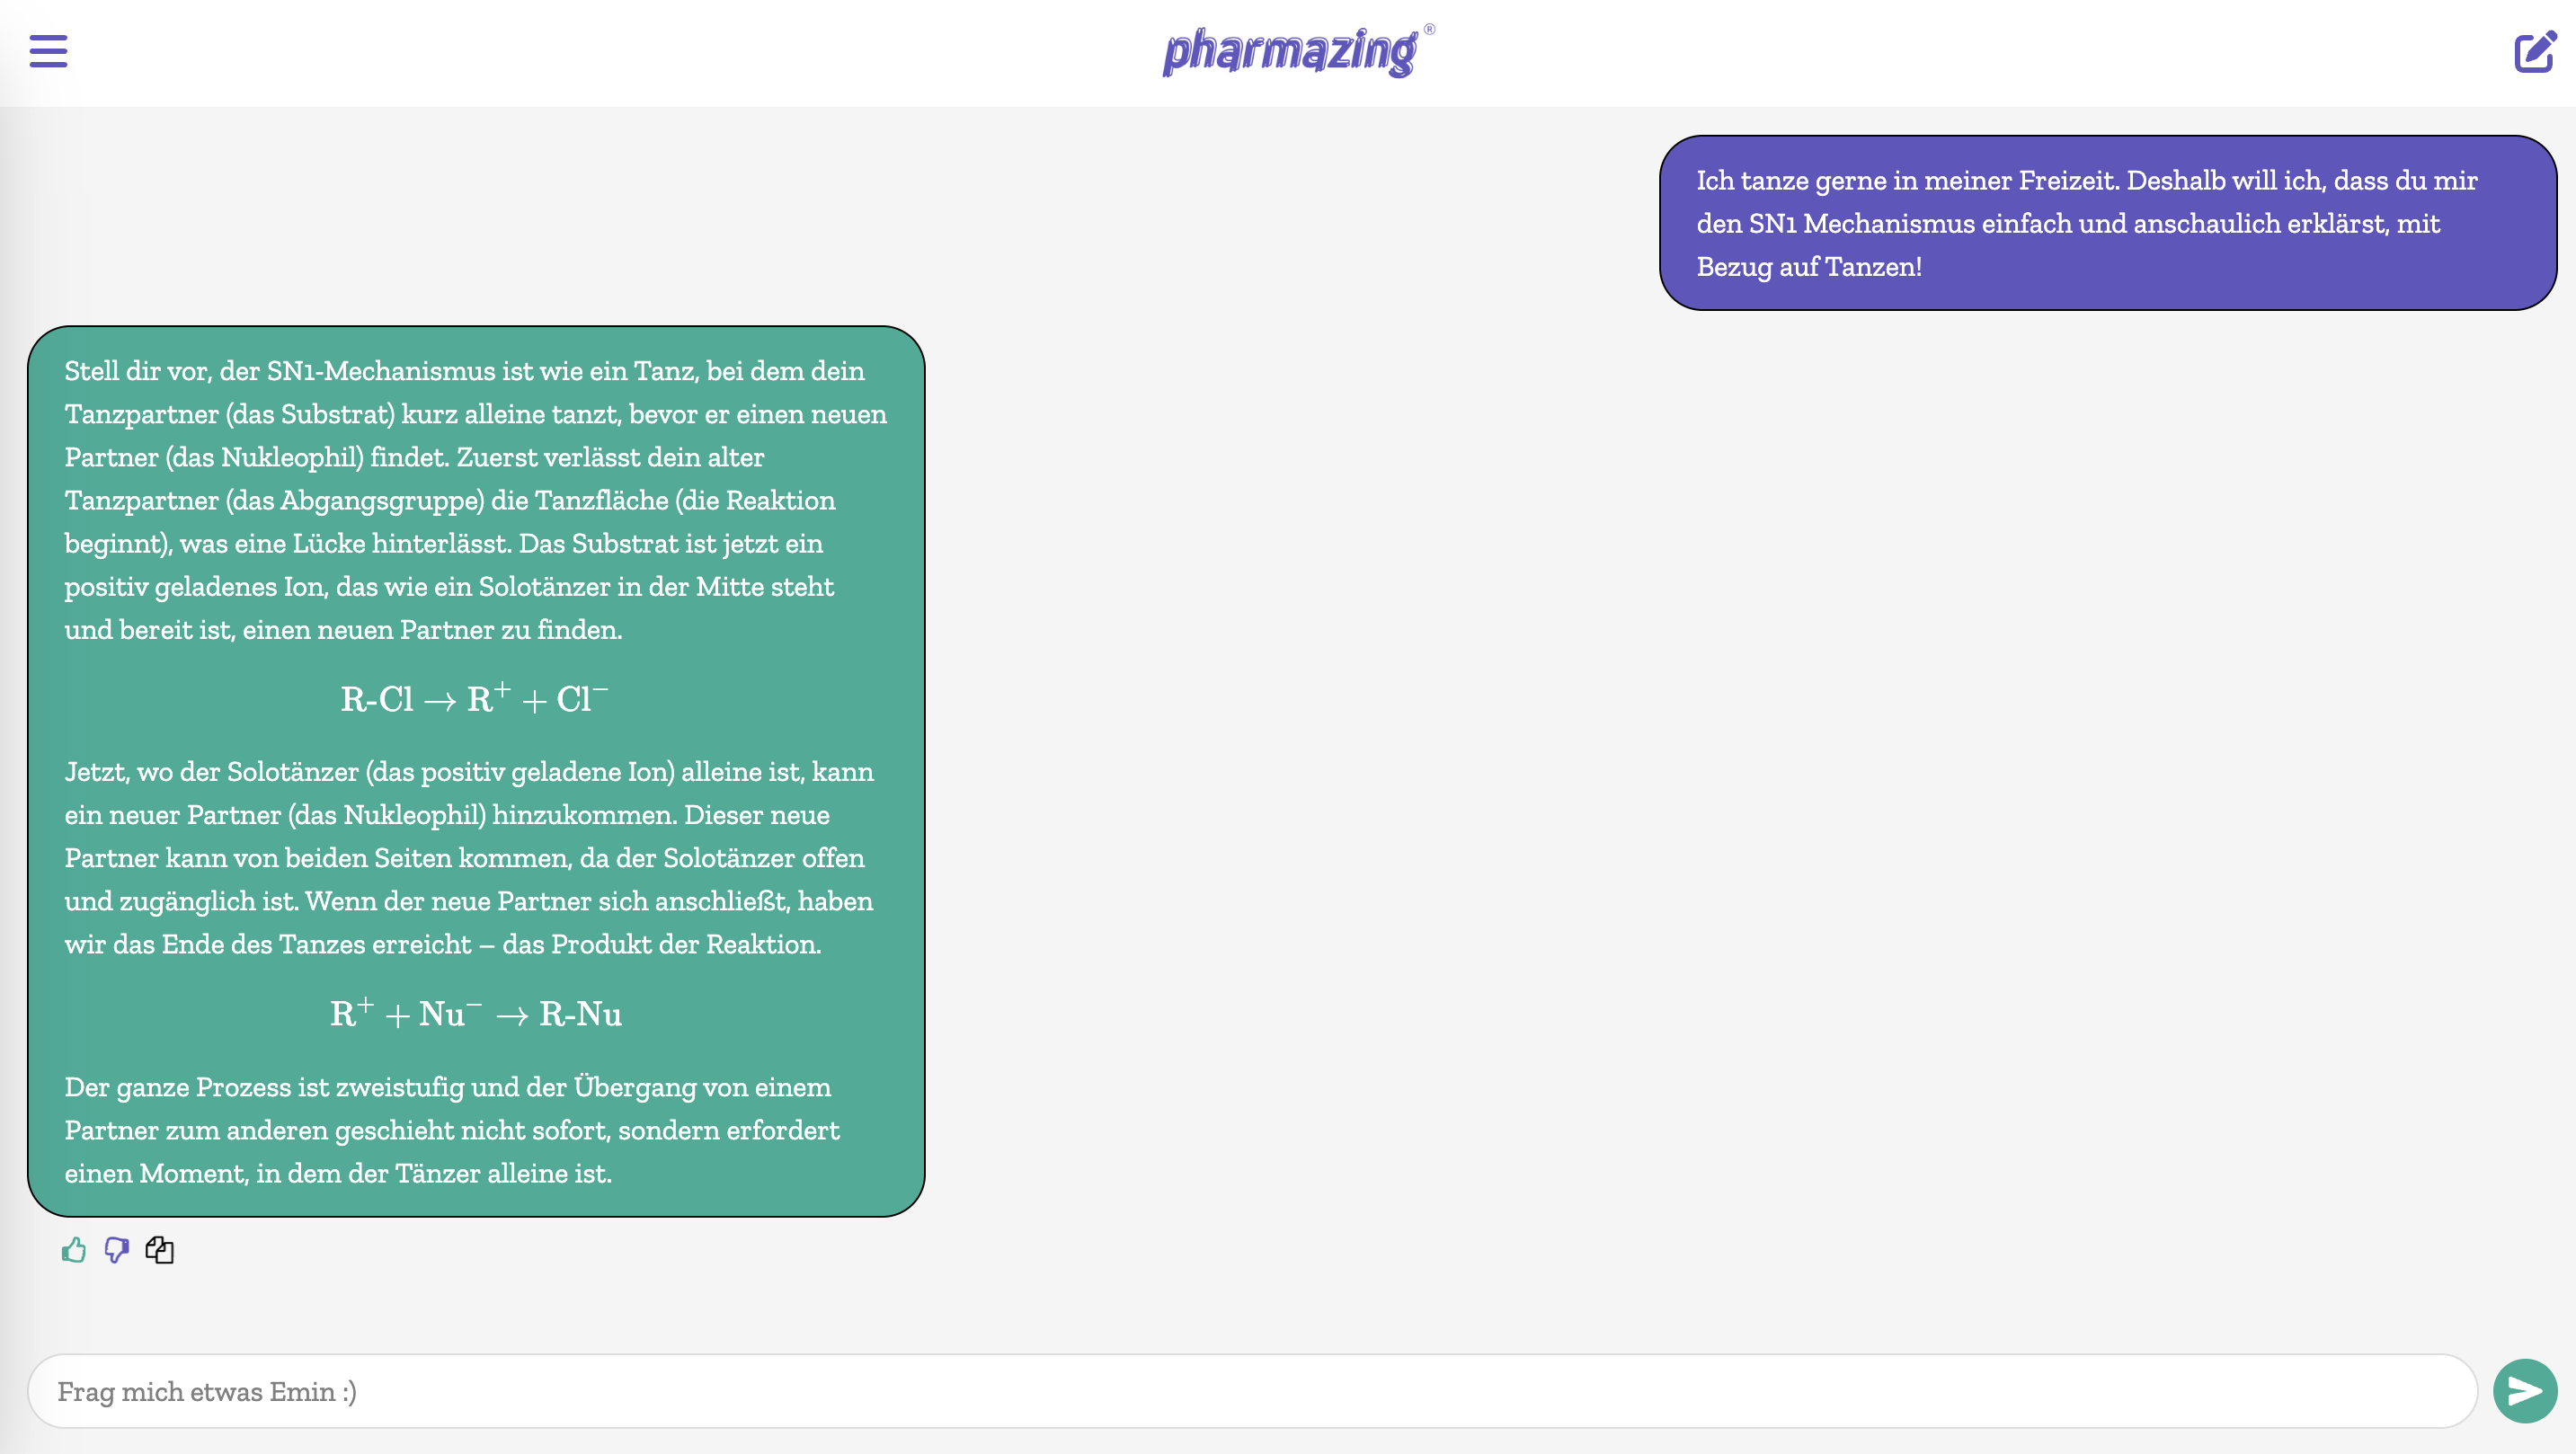 pharmazing®
Ich tanze gerne in meiner Freizeit. Deshalb will ich, dass du mir
den SN1 Mechanismus einfach und anschaulich erklärst, mit
Bezug auf Tanzen!
Stell dir vor, der SN1-Mechanismus ist wie ein Tanz, bei dem dein
Tanzpartner (das Substrat) kurz alleine tanzt, bevor er einen neuen
Partner (das Nukleophil) findet. Zuerst verlässt dein alter
Tanzpartner (das Abgangsgruppe) die Tanzfläche (die Reaktion
beginnt), was eine Lücke hinterlässt. Das Substrat ist jetzt ein
positiv geladenes Ion, das wie ein Solotänzer in der Mitte steht
und bereit ist, einen neuen Partner zu finden.
R-Cl → R⁺ + Cl⁻
Jetzt, wo der Solotänzer (das positiv geladene Ion) alleine ist, kann
ein neuer Partner (das Nukleophil) hinzukommen. Dieser neue
Partner kann von beiden Seiten kommen, da der Solotänzer offen
und zugänglich ist. Wenn der neue Partner sich anschließt, haben
wir das Ende des Tanzes erreicht – das Produkt der Reaktion.
R⁺ + Nu⁻ → R-Nu
Der ganze Prozess ist zweistufig und der Übergang von einem
Partner zum anderen geschieht nicht sofort, sondern erfordert
einen Moment, in dem der Tänzer alleine ist.
Frag mich etwas Emin :)